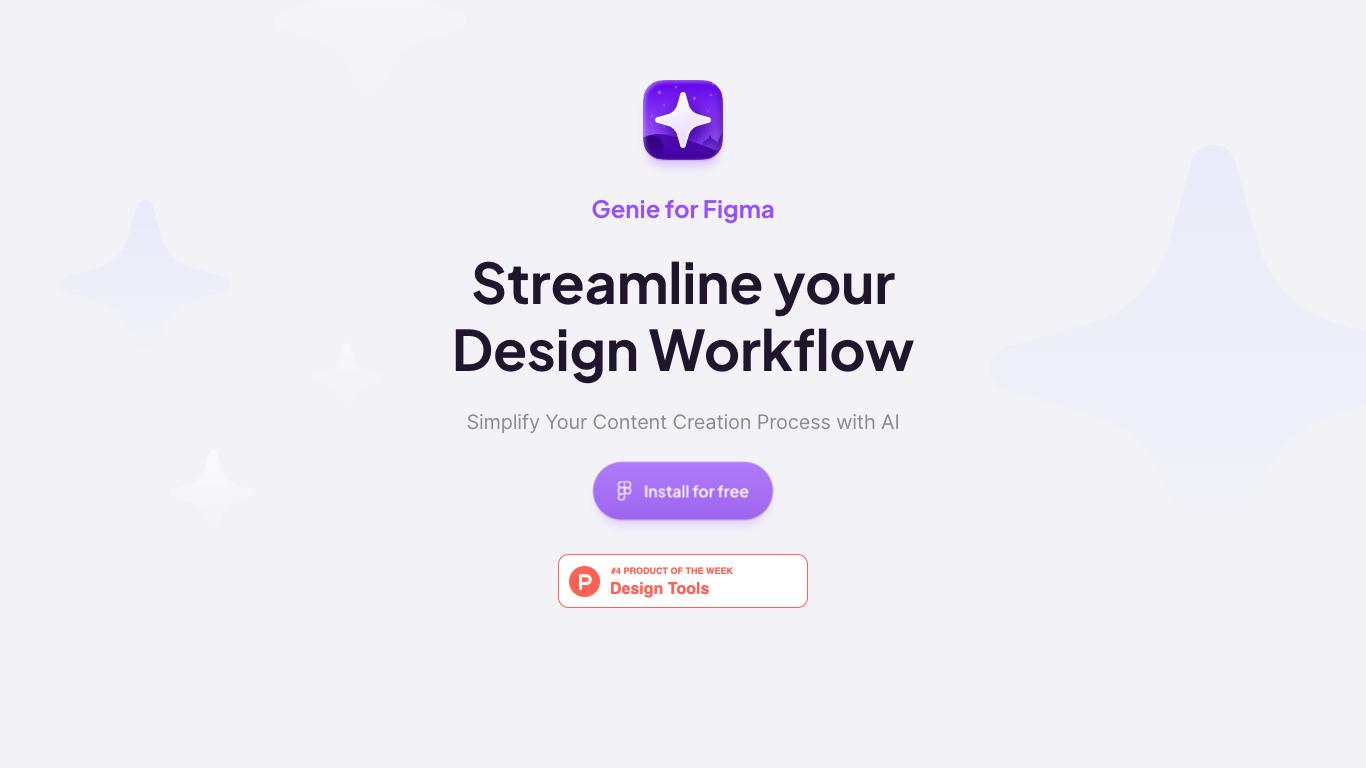 Genie for Figma
Streamline your
Design Workflow
Simplify Your Content Creation Process with AI
Install for free
P
#4 PRODUCT OF THE WEEK
Design Tools